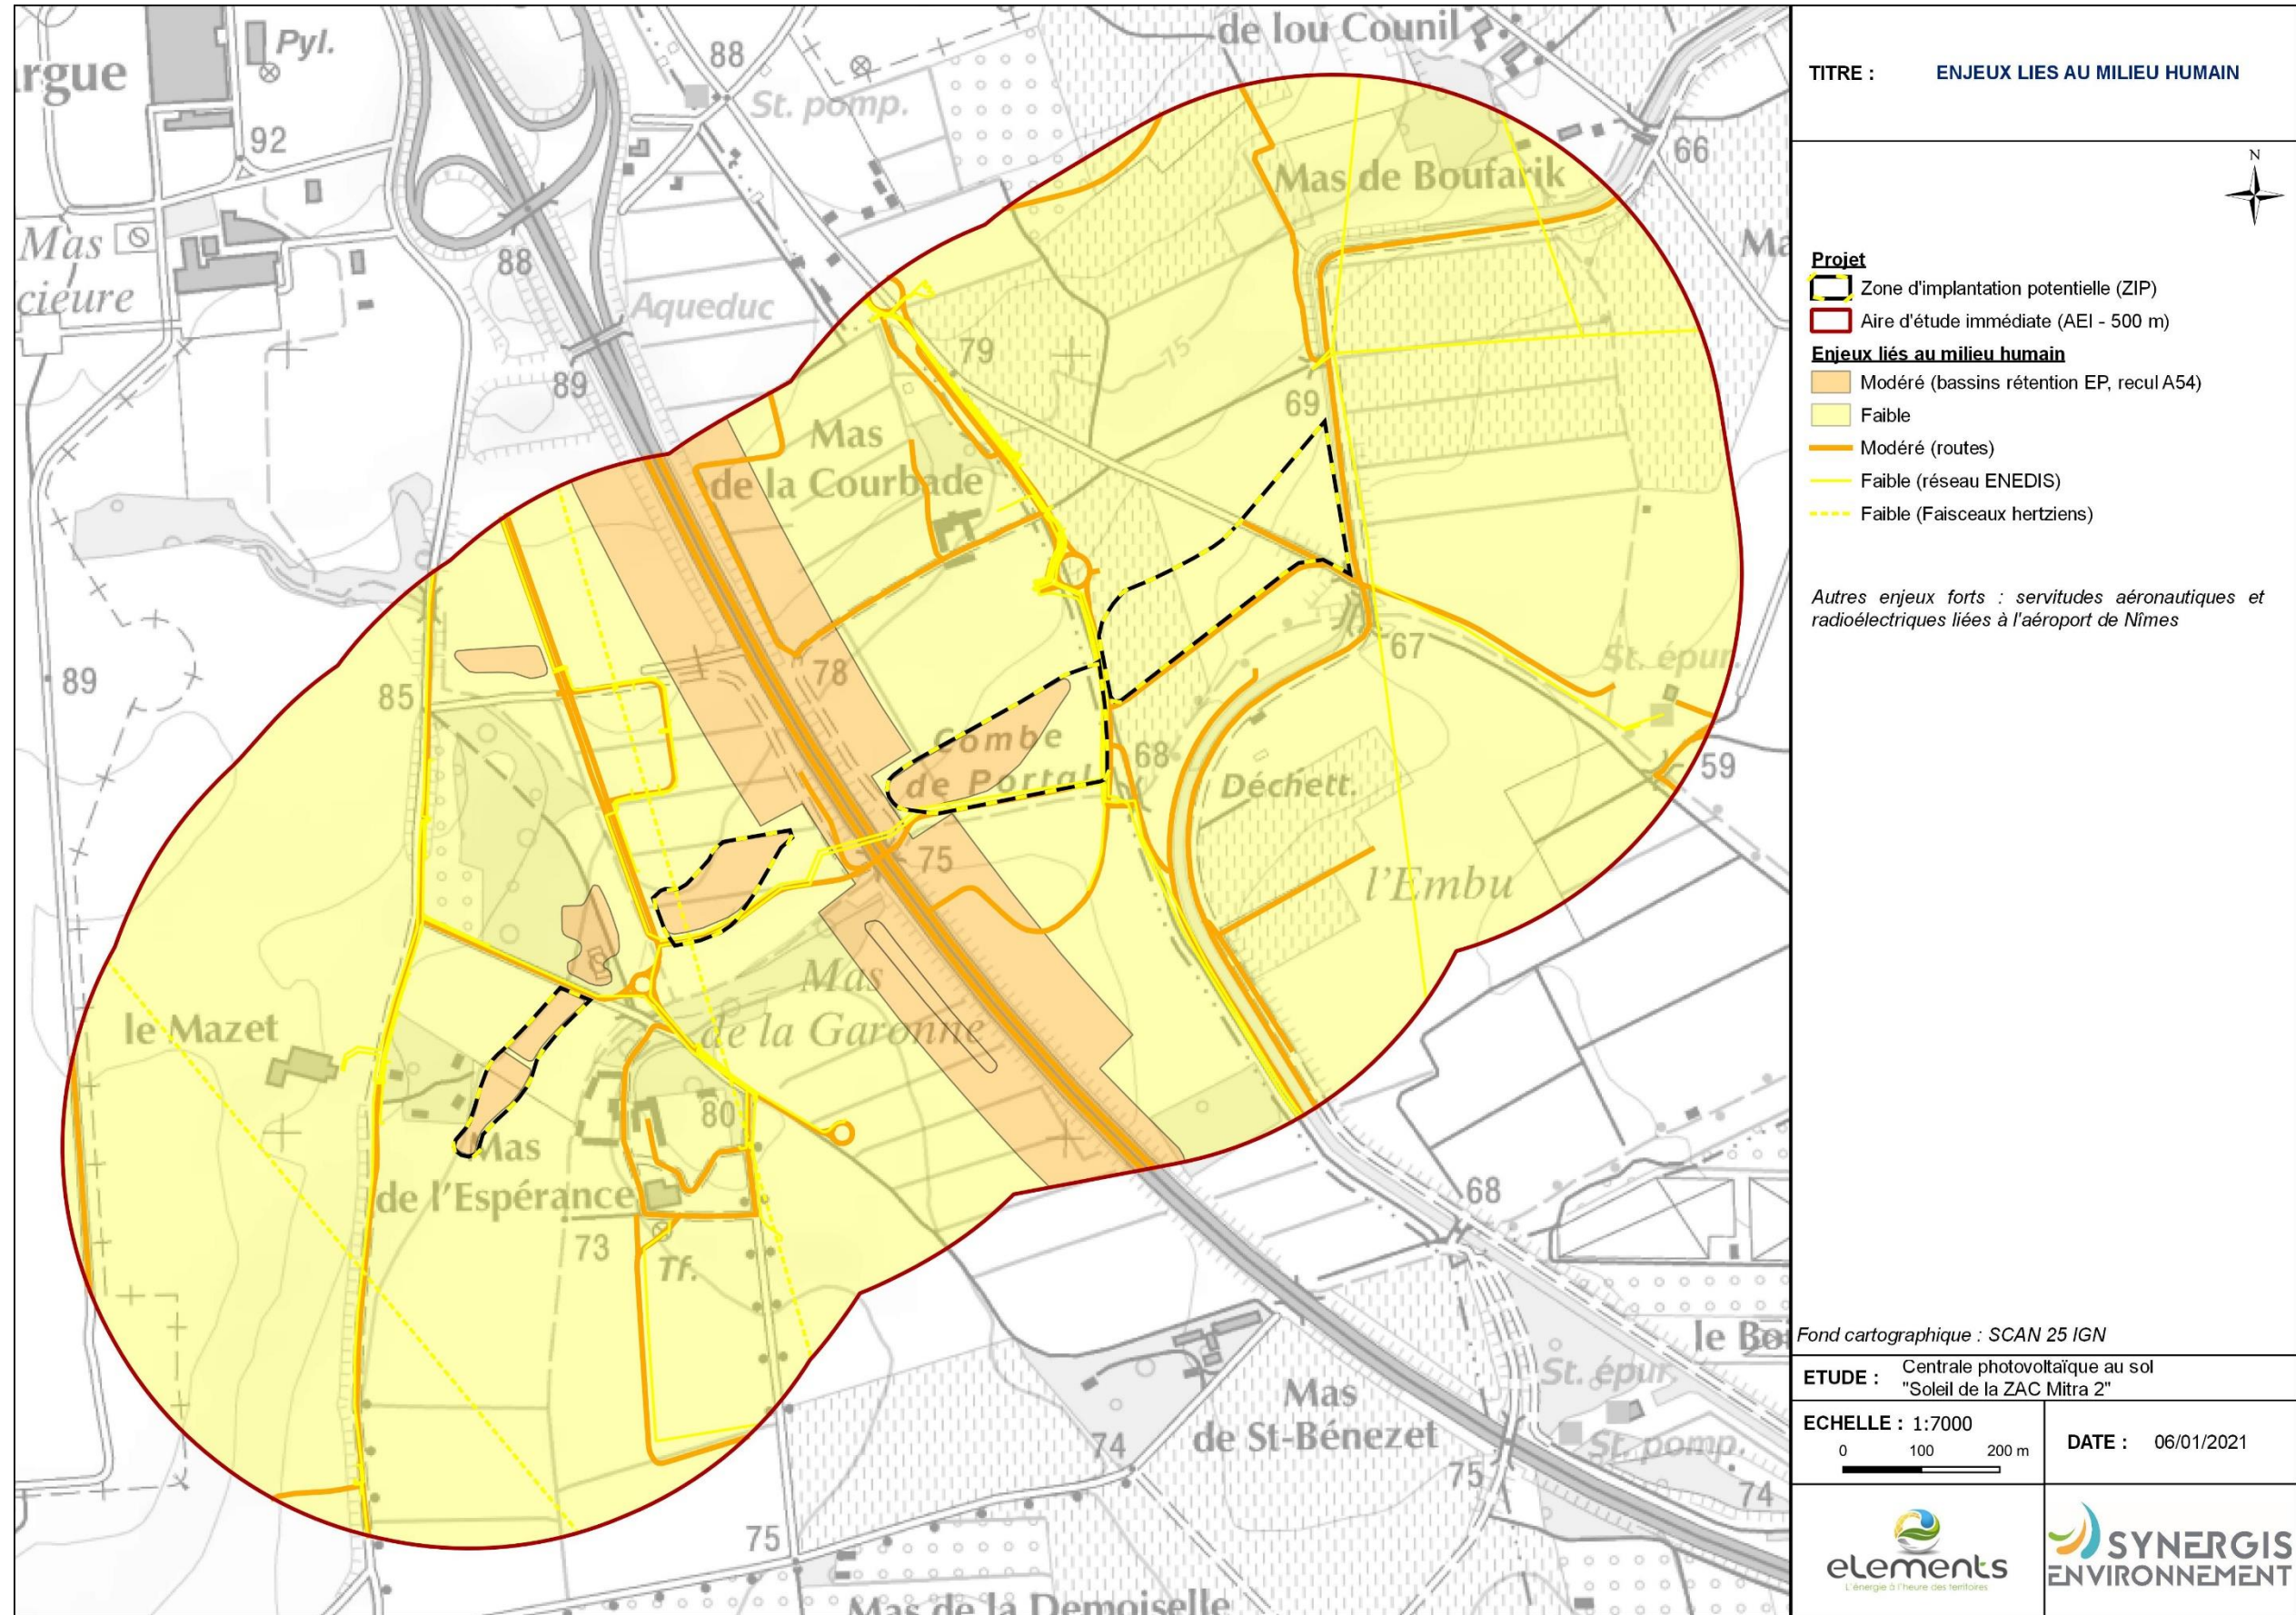 de lou Counil
Pyl.
rgue
88
St. pomp.
92
66
Mas de Boufarik
Mas
cieure
88
Ma
Aqueduc
89
79
75
69
Mas
de la Courbade
78
67
St. épur.
89
85
Combe
de Portal
68
59
Déchett.
75
l'Embu
Mas
de la Garonne
le Mazet
80
Mas
de l'Espérance
68
73
Tf.
le Bo
St. épur.
Mas
de St-Bénezet
St. pomp.
74
75
74
75
Mas de la Demoiselle
TITRE : ENJEUX LIES AU MILIEU HUMAIN
N
Projet
Zone d'implantation potentielle (ZIP)
Aire d'étude immédiate (AEI - 500 m)
Enjeux liés au milieu humain
Modéré (bassins rétention EP, recul A54)
Faible
Modéré (routes)
Faible (réseau ENEDIS)
Faible (Faisceaux hertziens)
Autres enjeux forts : servitudes aéronautiques et
radioélectriques liées à l'aéroport de Nîmes
Fond cartographique : SCAN 25 IGN
ETUDE : Centrale photovoltaïque au sol
"Soleil de la ZAC Mitra 2"
ECHELLE : 1:7000
0 100 200 m
DATE : 06/01/2021
eLements
L'énergie à l'heure des territoires
SYNERGIS
ENVIRONNEMENT